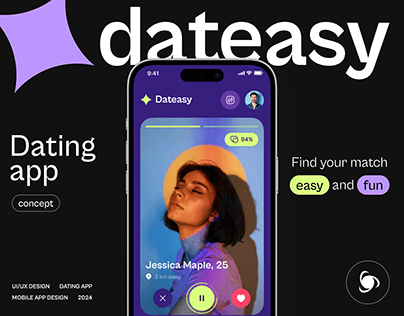 dateasy
9:41
Dateasy
94%
Dating
app
concept
Find your match
easy and fun
Jessica Maple, 25
3 km away
UI/UX DESIGN DATING APP
MOBILE APP DESIGN 2024